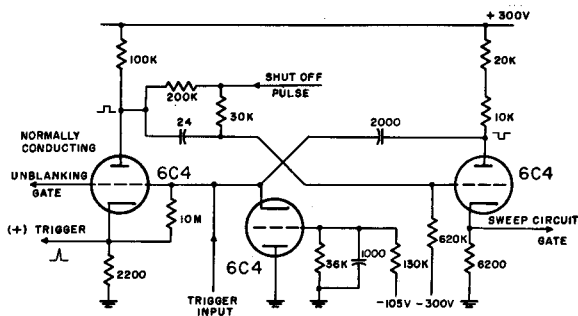 +300V
100K
20K
200K
SHUT OFF
PULSE
30K
10K
24
2000
NORMALLY
CONDUCTING
6C4
6C4
UNBLANKING
GATE
SWEEP CIRCUIT
GATE
(+) TRIGGER
10M
6C4
620K
2200
36K
1000
130K
6200
TRIGGER
INPUT
-105V
-300V